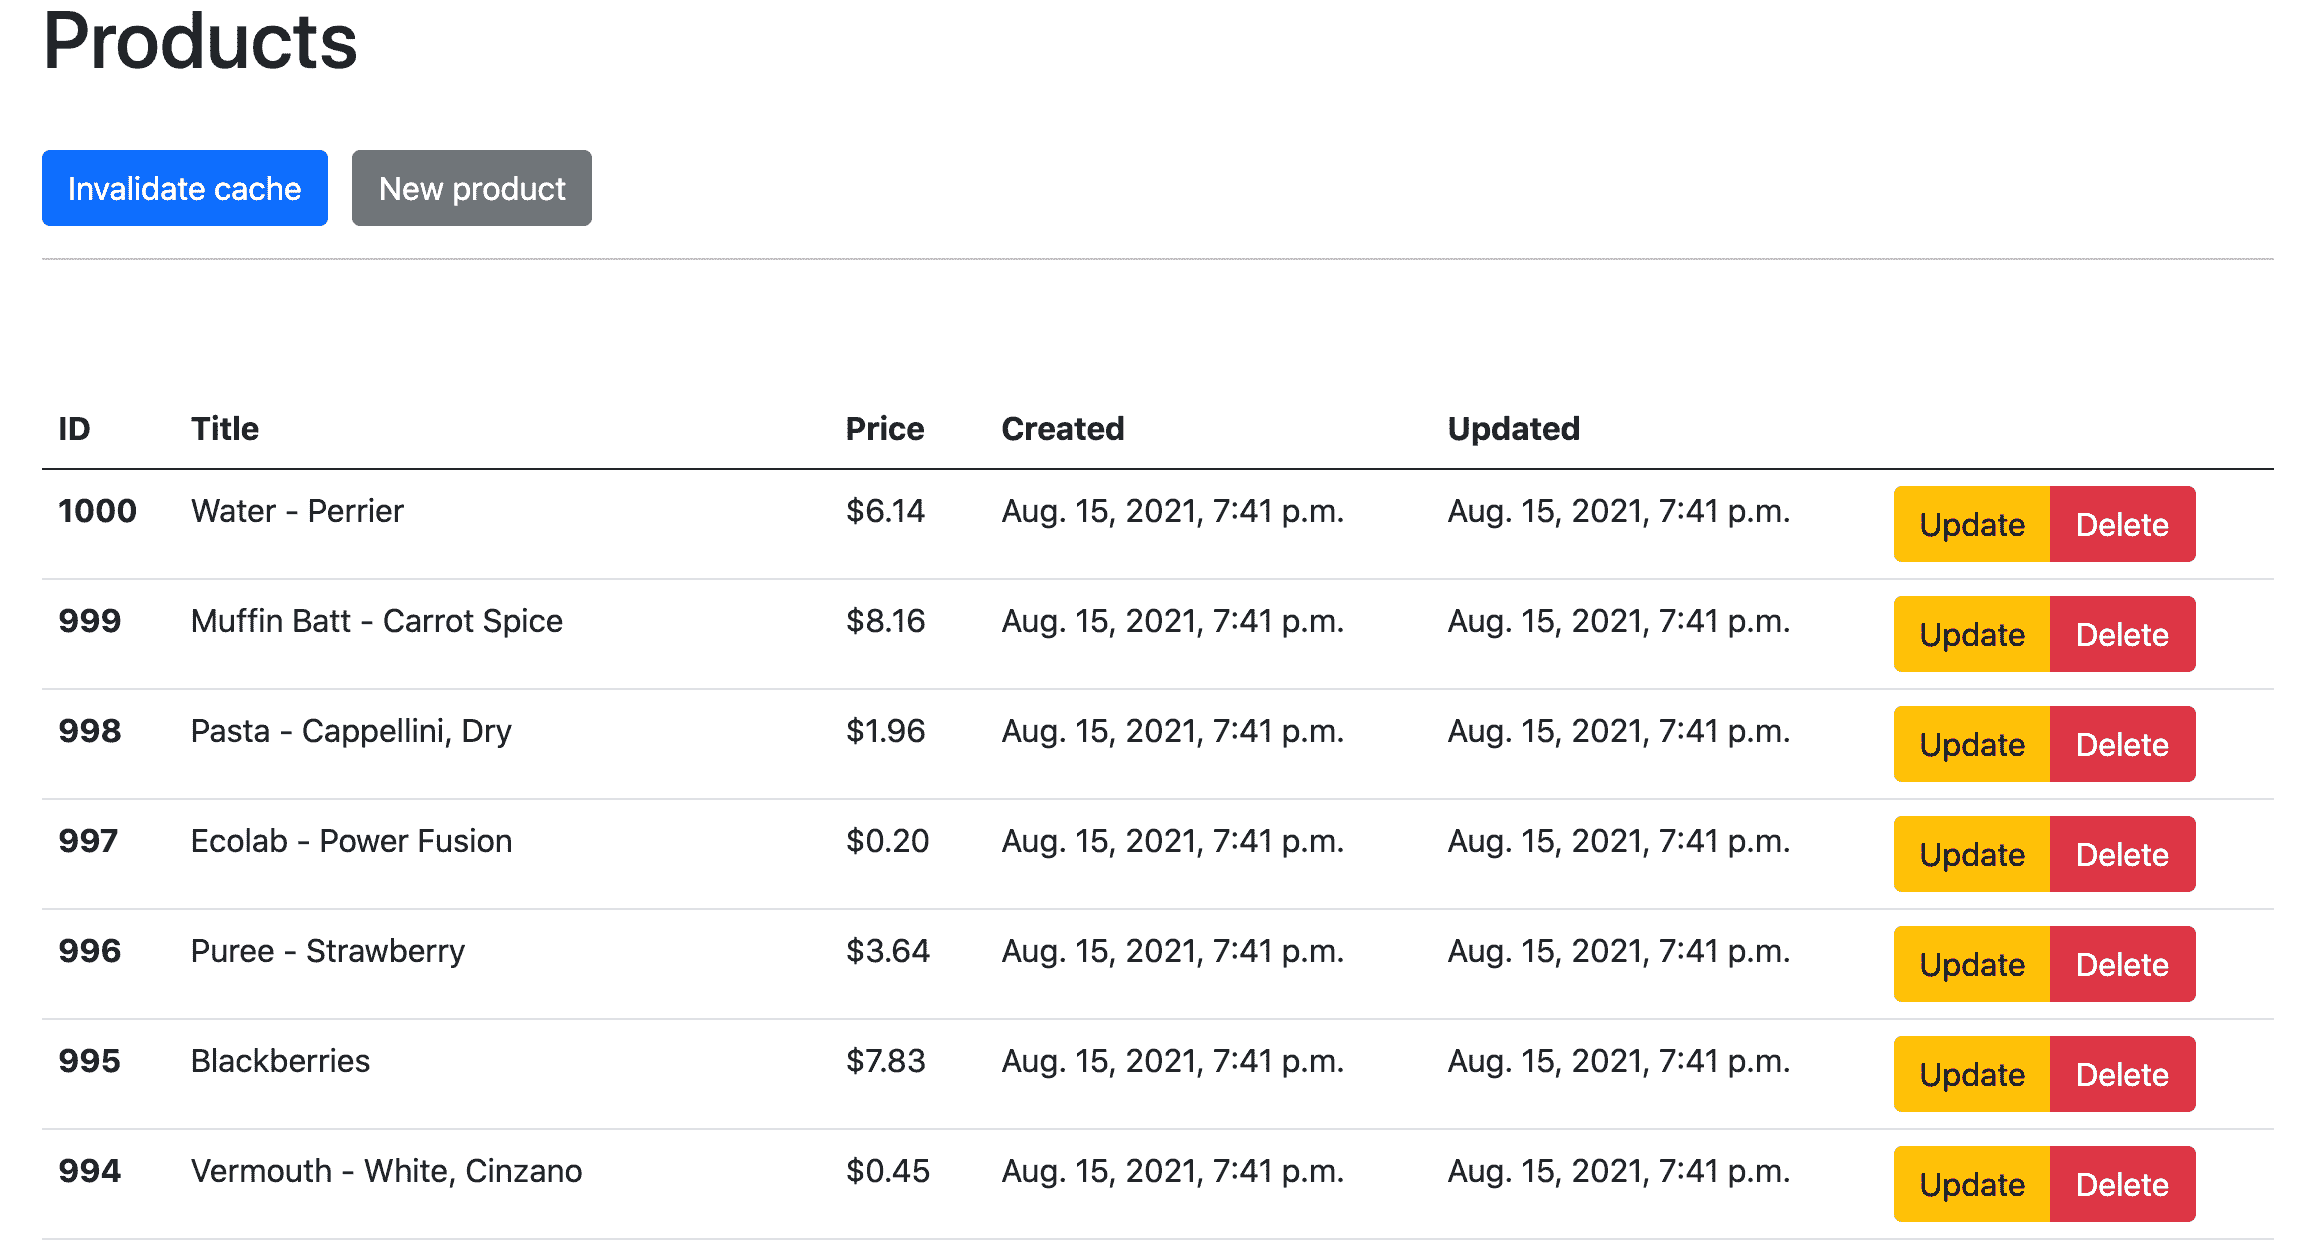 Products
Invalidate cache New product
ID Title Price Created Updated
1000 Water - Perrier $6.14 Aug. 15, 2021, 7:41 p.m. Aug. 15, 2021, 7:41 p.m. Update Delete
999 Muffin Batt - Carrot Spice $8.16 Aug. 15, 2021, 7:41 p.m. Aug. 15, 2021, 7:41 p.m. Update Delete
998 Pasta - Cappellini, Dry $1.96 Aug. 15, 2021, 7:41 p.m. Aug. 15, 2021, 7:41 p.m. Update Delete
997 Ecolab - Power Fusion $0.20 Aug. 15, 2021, 7:41 p.m. Aug. 15, 2021, 7:41 p.m. Update Delete
996 Puree - Strawberry $3.64 Aug. 15, 2021, 7:41 p.m. Aug. 15, 2021, 7:41 p.m. Update Delete
995 Blackberries $7.83 Aug. 15, 2021, 7:41 p.m. Aug. 15, 2021, 7:41 p.m. Update Delete
994 Vermouth - White, Cinzano $0.45 Aug. 15, 2021, 7:41 p.m. Aug. 15, 2021, 7:41 p.m. Update Delete